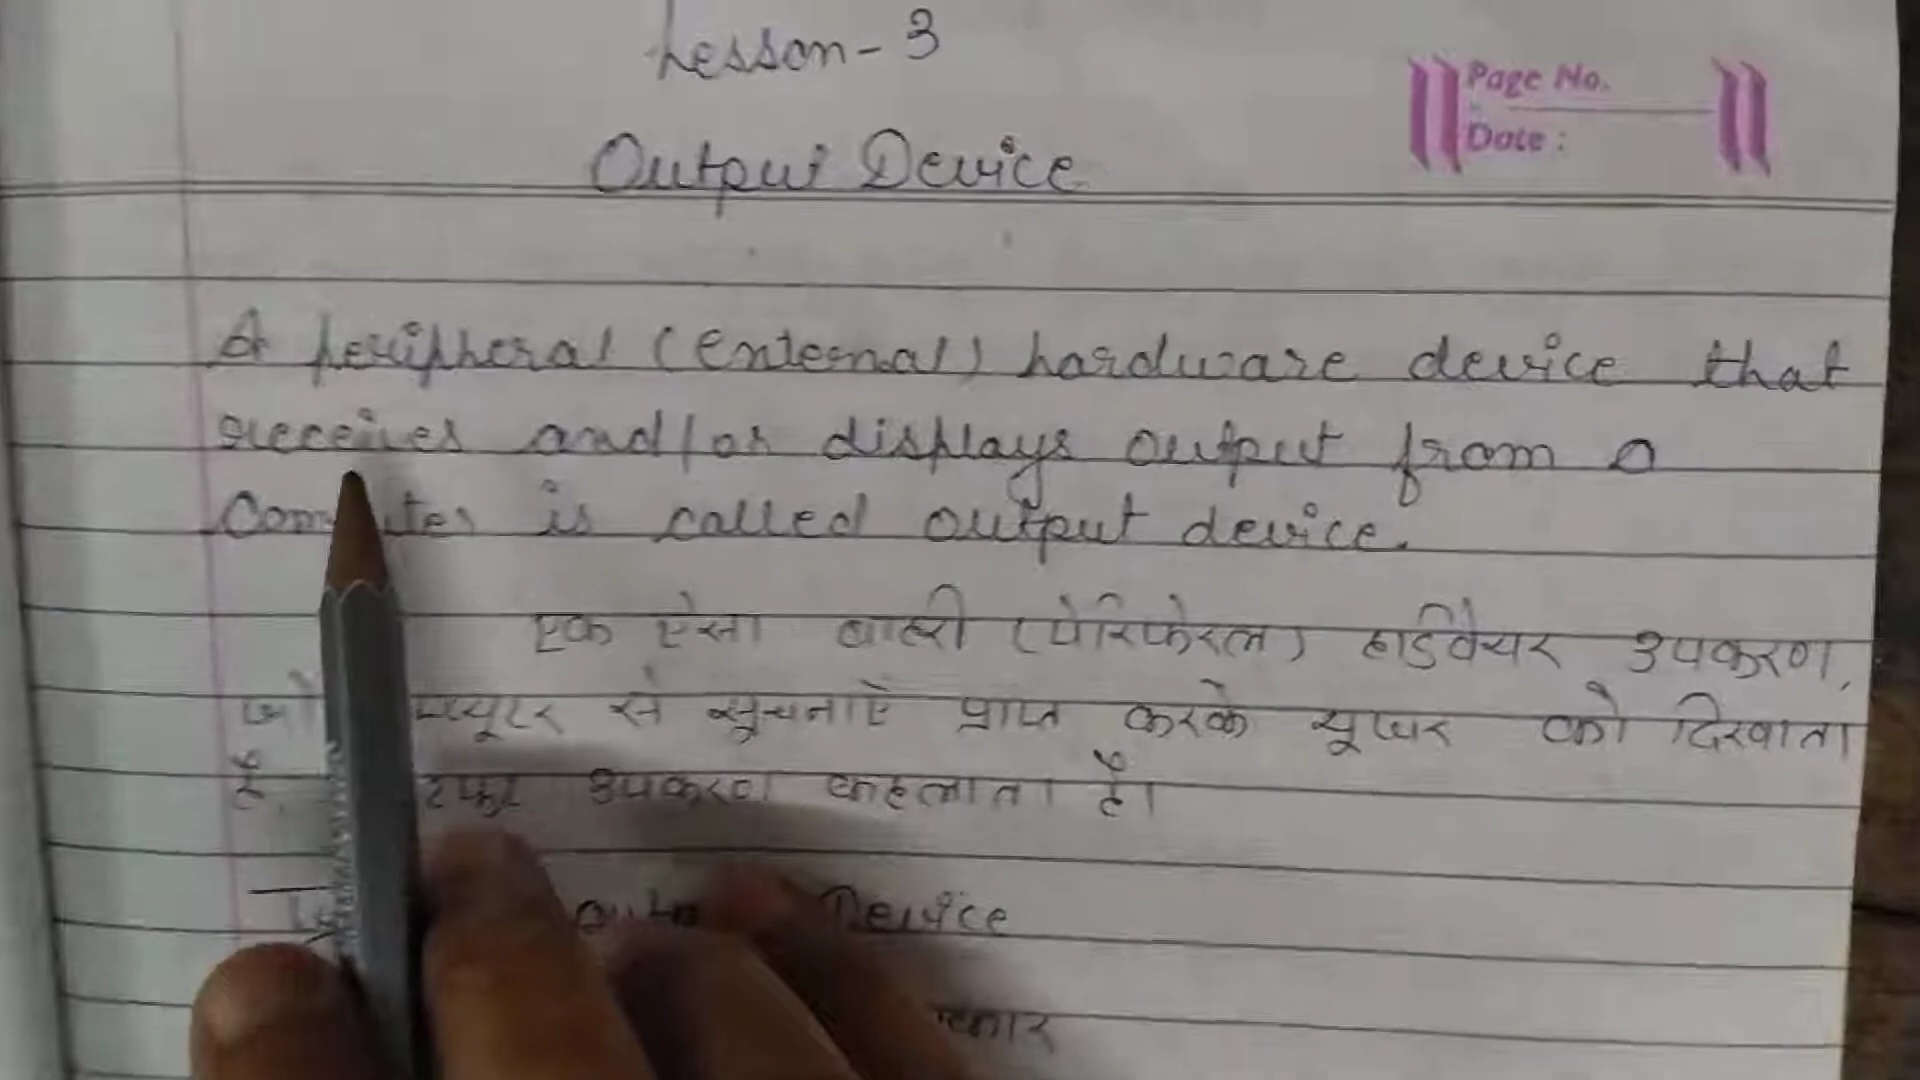 Lesson-3
Page No.
Date :
Output Device
A peripheral (External) hardware device that
receives and/or displays output from a
is called output device.
एक ऐसा बाहरी (पेरिफेरल) हार्डवेयर उपकरण,
से सूचनाएँ प्राप्त करके यूजर को दिखाता
है, उपकरण कहलाता है।
Device